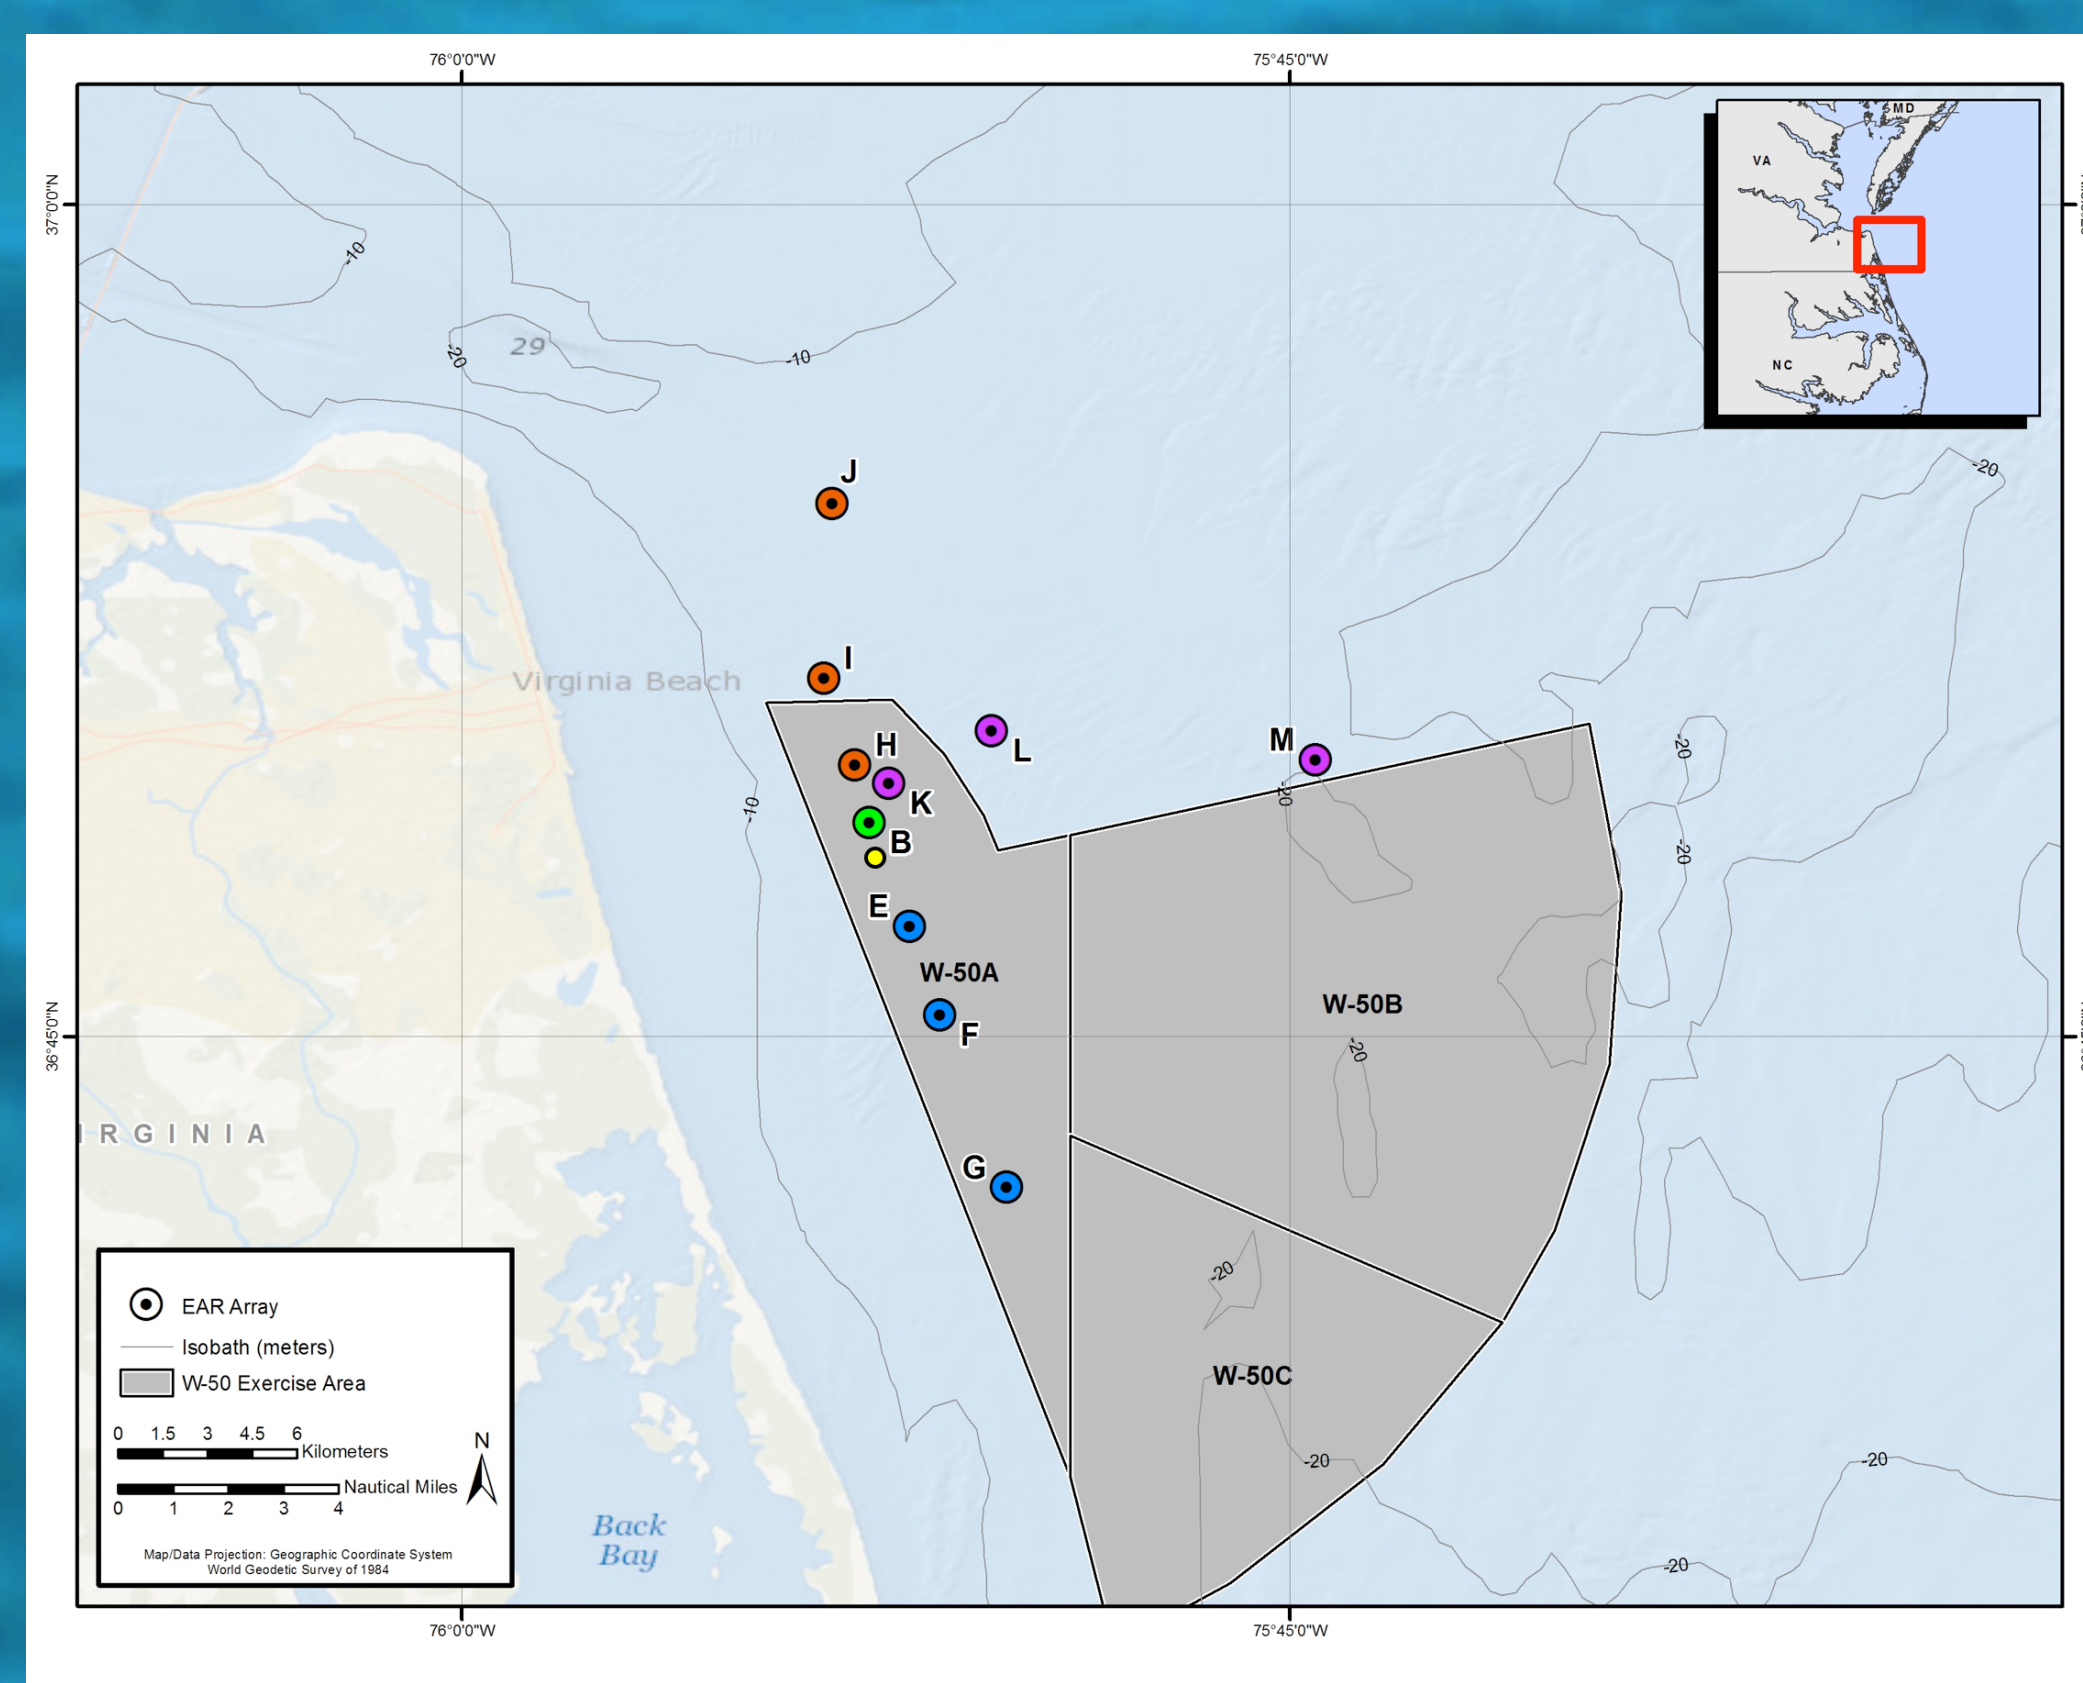 76°0'0"W
75°45'0"W
37°0'0"N
MD
VA
NC
-10
-20
29
-10
-20
J
I
Virginia Beach
L
M
H
K
-20
-20
-10
B
-20
E
W-50A
W-50B
F
36°45'0"N
-20
IRGINIA
G
-20
W-50C
-20
-20
-20
EAR Array
Isobath (meters)
W-50 Exercise Area
0 1.5 3 4.5 6
Kilometers
N
Nautical Miles
0 1 2 3 4
Map/Data Projection: Geographic Coordinate System
World Geodetic Survey of 1984
Back
Bay
76°0'0"W
75°45'0"W